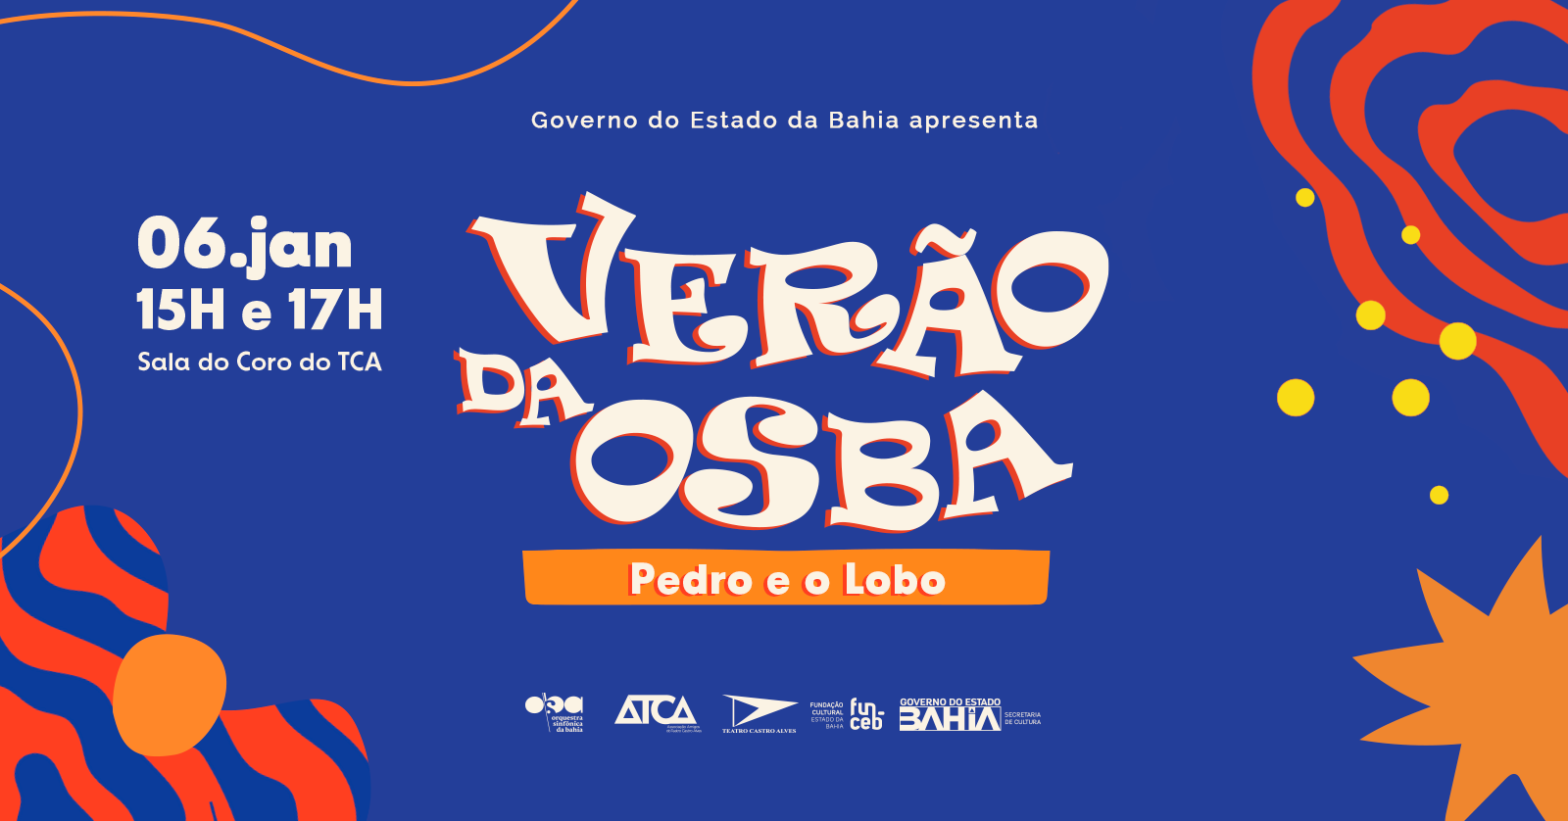 Governo do Estado da Bahia apresenta
06.jan
15H e 17H
Sala do Coro do TCA
VERÃO
DA
OSBA
Pedro e o Lobo
orquestra
sinfônica
da bahia
ATCA
TEATRO CASTRO ALVES
FUNDAÇÃO
CULTURAL
ESTADO DA
BAHIA
fun-
ceb
GOVERNO DO ESTADO
BAHIA
SECRETARIA
DE CULTURA